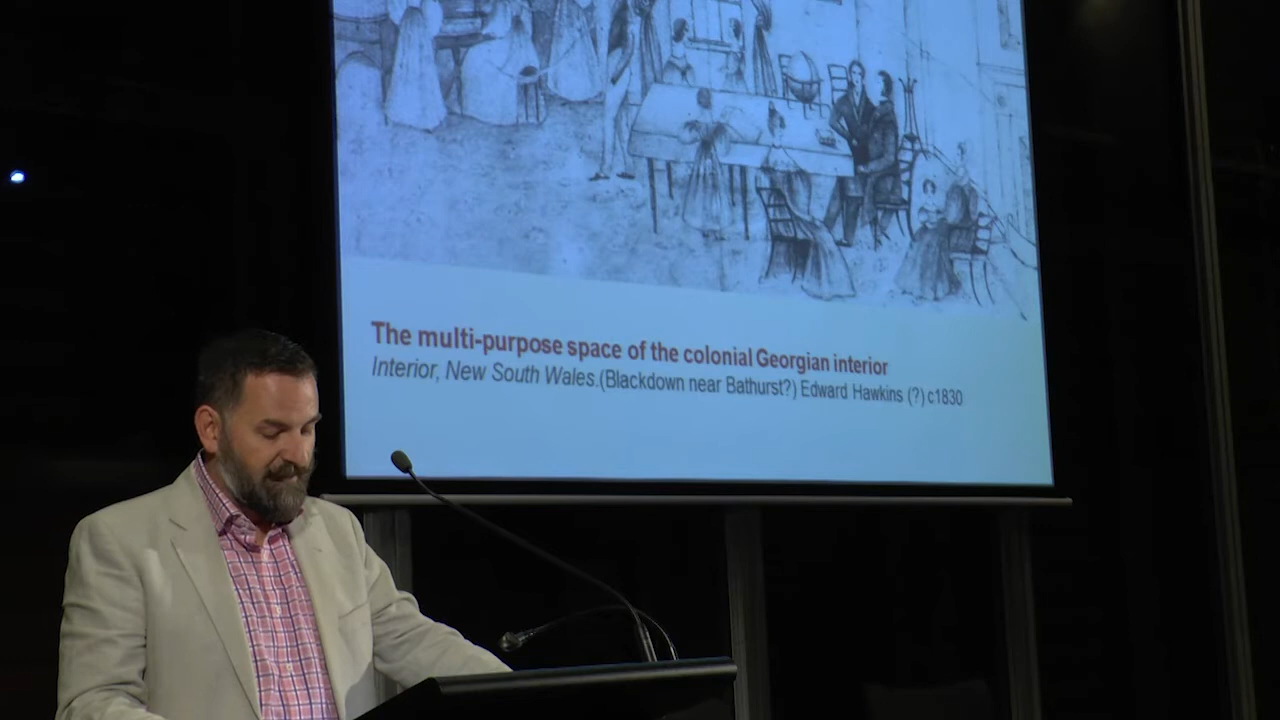 The multi-purpose space of the colonial Georgian interior
Interior, New South Wales.(Blackdown near Bathurst?) Edward Hawkins (?) c1830